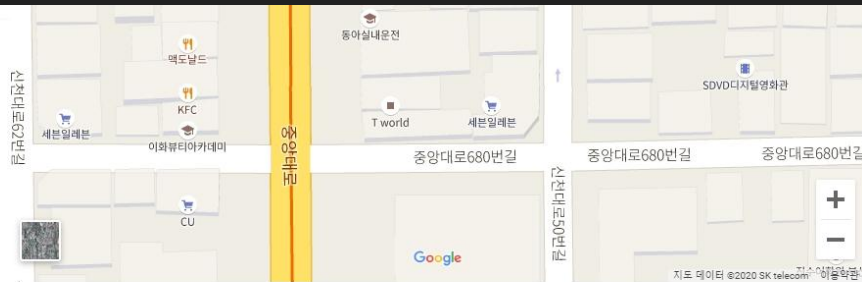 동아실내운전
맥도날드
SDVD디지털영화관
KFC
신천대로62번길
세븐일레븐
T world
세븐일레븐
이화뷰티아카데미
중앙대로
중앙대로680번길
중앙대로680번길
중앙대로680번길
신천대로50번길
CU
+
−
Google
지도 데이터 ©2020 SK telecom
이용약관